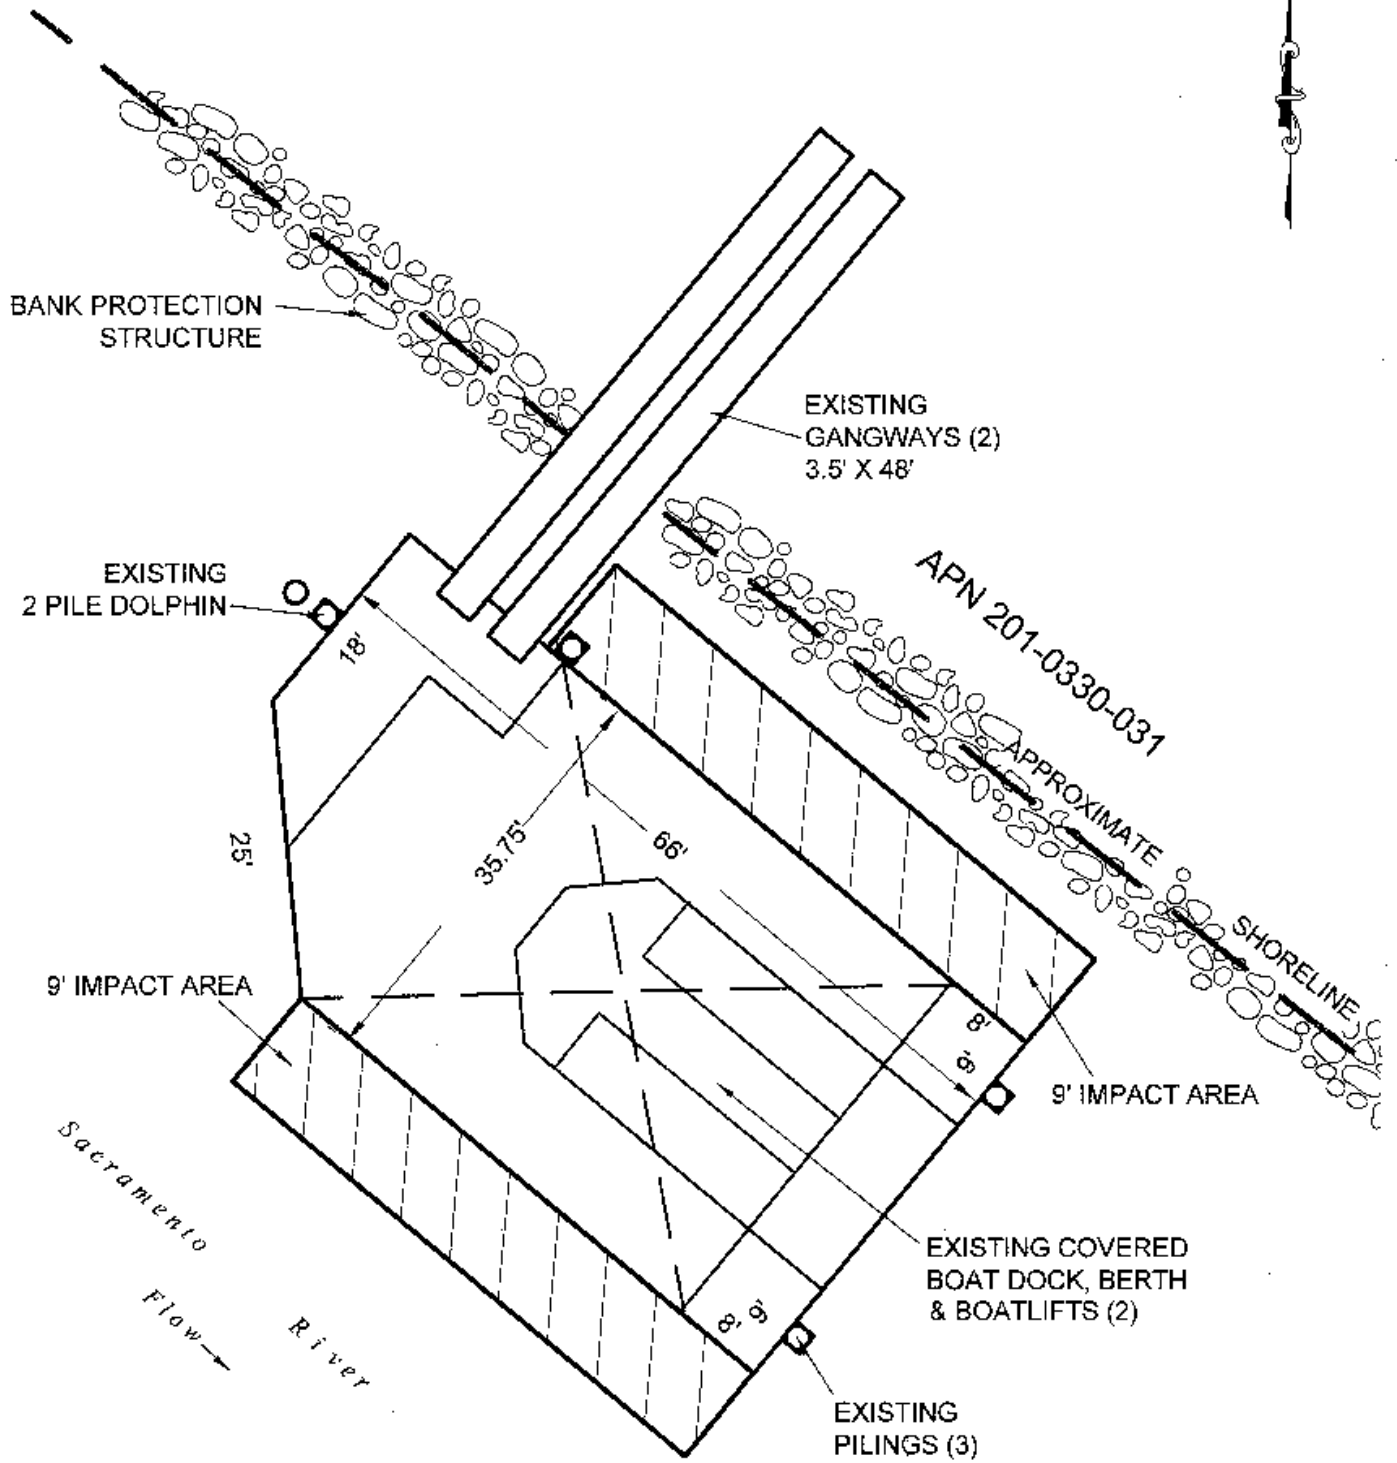 BANK PROTECTION
STRUCTURE
EXISTING
GANGWAYS (2)
3.5' X 48'
EXISTING
2 PILE DOLPHIN
APN 201-0330-031
18'
APPROXIMATE
SHORELINE
25'
35.75'
66'
9' IMPACT AREA
8'
9'
9' IMPACT AREA
Sacramento
River
Flow
EXISTING COVERED
BOAT DOCK, BERTH
& BOATLIFTS (2)
8'
9'
EXISTING
PILINGS (3)